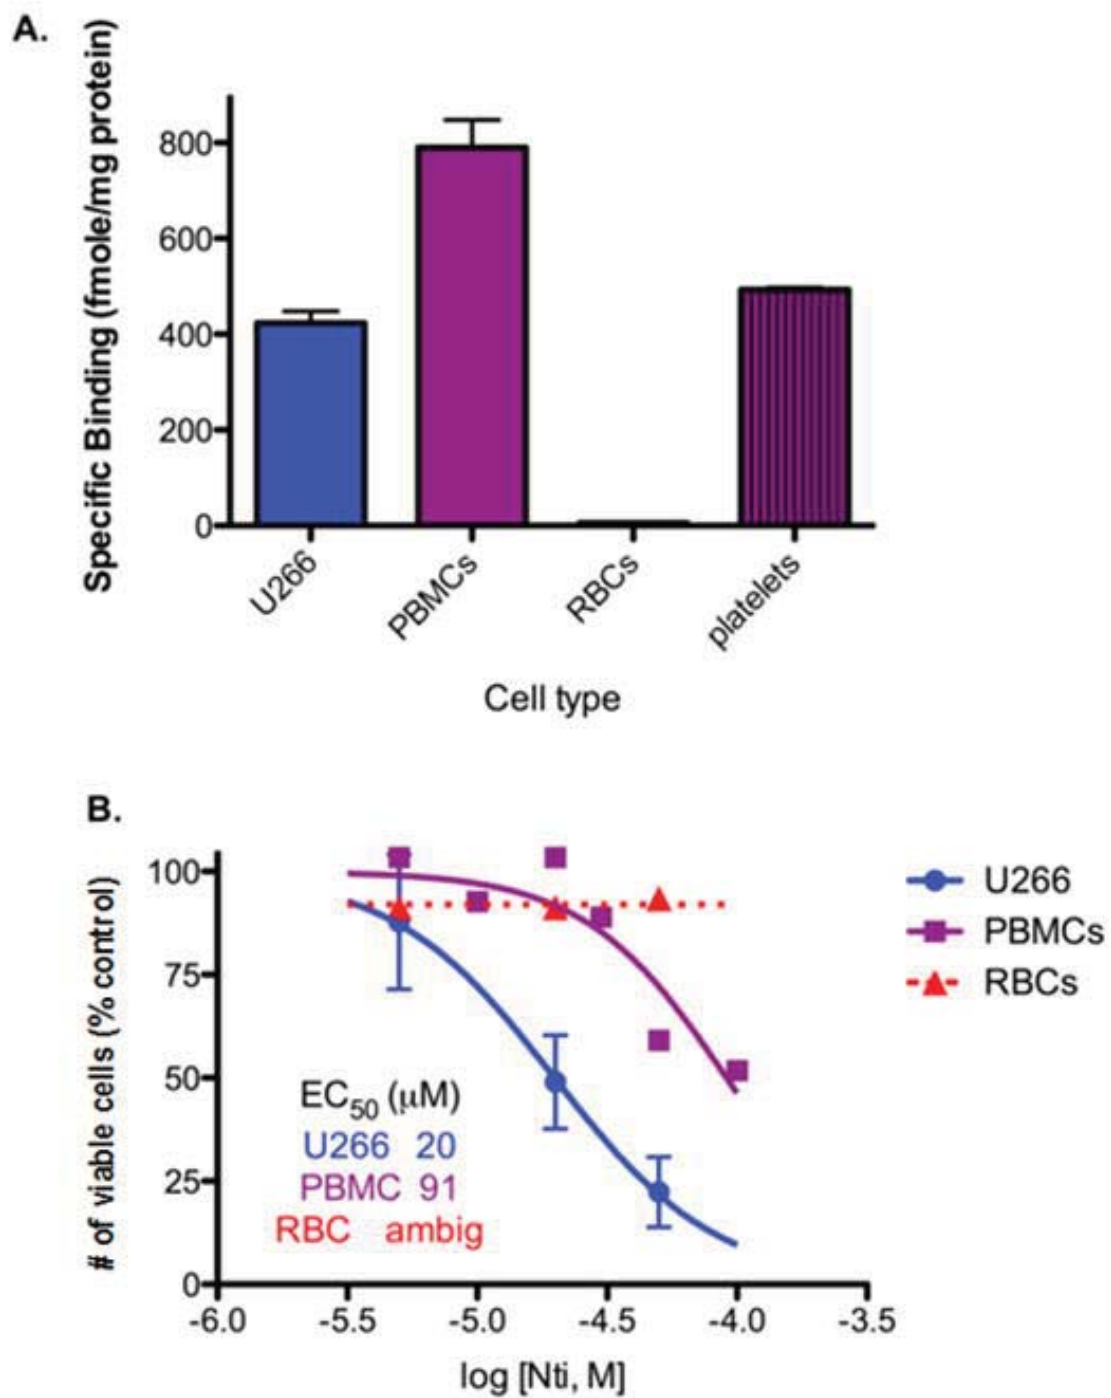 A.
Specific Binding (fmole/mg protein)
800
600
400
200
0
U266
PBMCs
RBCs
platelets
Cell type
B.
# of viable cells (% control)
100
75
50
25
0
EC50 (μM)
U266 20
PBMC 91
RBC ambig
U266
PBMCs
RBCs
-6.0
-5.5
-5.0
-4.5
-4.0
-3.5
log [Nti, M]